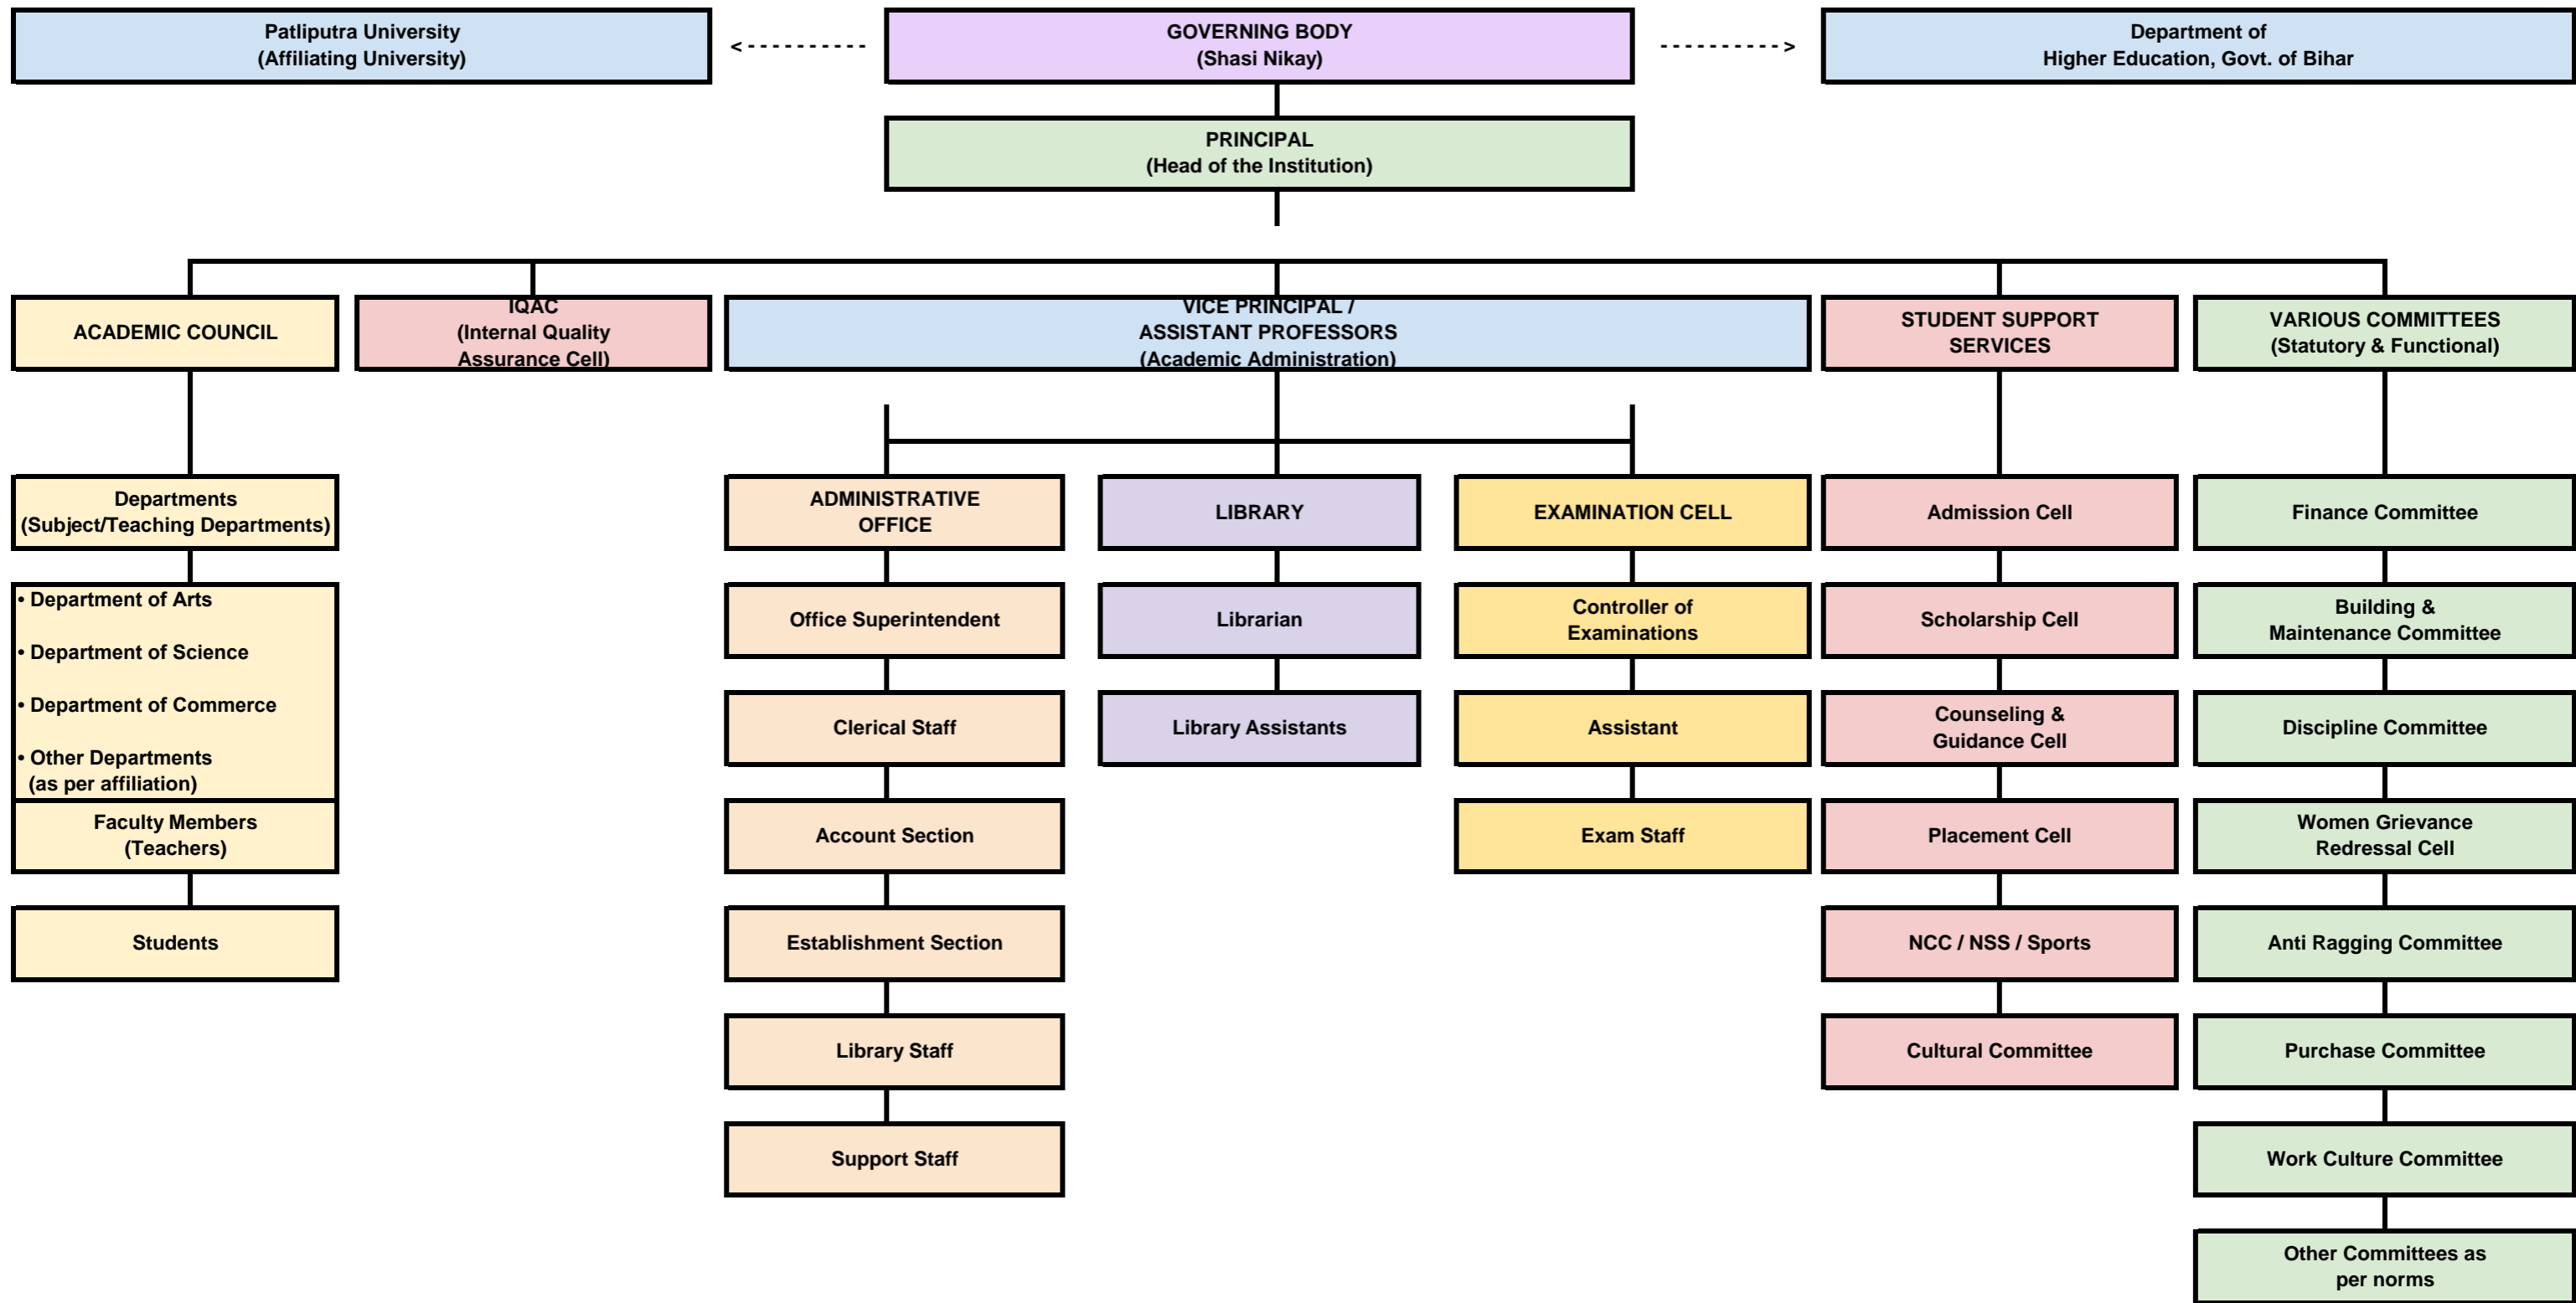 Patliputra University
(Affiliating University)
<----------
GOVERNING BODY
(Shasi Nikay)
---------->
Department of
Higher Education, Govt. of Bihar
PRINCIPAL
(Head of the Institution)
ACADEMIC COUNCIL
IQAC
(Internal Quality
Assurance Cell)
VICE PRINCIPAL /
ASSISTANT PROFESSORS
(Academic Administration)
STUDENT SUPPORT
SERVICES
VARIOUS COMMITTEES
(Statutory & Functional)
Departments
(Subject/Teaching Departments)
• Department of Arts
• Department of Science
• Department of Commerce
• Other Departments
(as per affiliation)
Faculty Members
(Teachers)
Students
ADMINISTRATIVE
OFFICE
Office Superintendent
Clerical Staff
Account Section
Establishment Section
Library Staff
Support Staff
LIBRARY
Librarian
Library Assistants
EXAMINATION CELL
Controller of
Examinations
Assistant
Exam Staff
Admission Cell
Scholarship Cell
Counseling &
Guidance Cell
Placement Cell
NCC / NSS / Sports
Cultural Committee
Finance Committee
Building &
Maintenance Committee
Discipline Committee
Women Grievance
Redressal Cell
Anti Ragging Committee
Purchase Committee
Work Culture Committee
Other Committees as
per norms